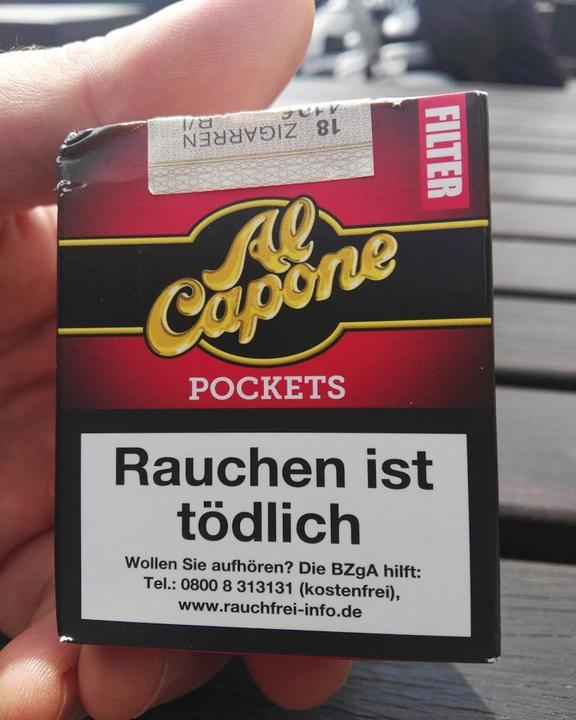 18 ZIGARREN
FILTER
Al
Capone
POCKETS
Rauchen ist
tödlich
Wollen Sie aufhören? Die BZgA hilft:
Tel.: 0800 8 313131 (kostenfrei),
www.rauchfrei-info.de